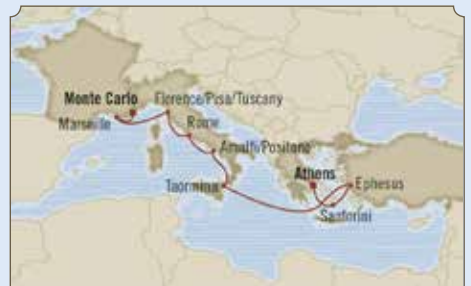 Monte Carlo
Florence/Pisa/Tuscany
Marseille
Rome
Amalfi/Positano
Taormina
Athens
Ephesus
Santorini